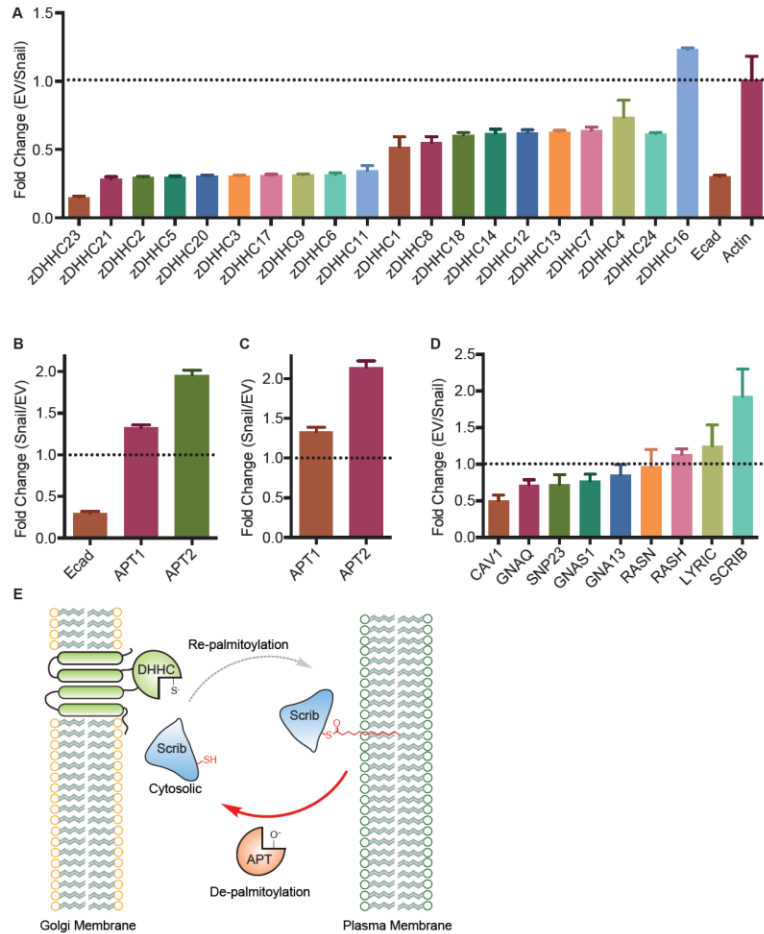 A
Fold Change (EV/Snail)
1.5
1.0
0.5
0.0
zDHHC23
zDHHC21
zDHHC2
zDHHC5
zDHHC20
zDHHC3
zDHHC17
zDHHC9
zDHHC6
zDHHC11
zDHHC1
zDHHC8
zDHHC18
zDHHC14
zDHHC12
zDHHC13
zDHHC7
zDHHC4
zDHHC24
zDHHC16
Ecad
Actin
B
Fold Change (Snail/EV)
2.0
1.5
1.0
0.5
0.0
Ecad
APT1
APT2
C
Fold Change (Snail/EV)
2.0
1.5
1.0
0.5
0.0
APT1
APT2
D
Fold Change (EV/Snail)
2.5
2.0
1.5
1.0
0.5
0.0
CAV1
GNAQ
SNP23
GNAS1
GNA13
RASN
RASH
LYRIC
SCRIB
E
Re-palmitoylation
DHHC
S-
Scrib
SH
Cytosolic
Scrib
S
O
O-
APT
De-palmitoylation
Golgi Membrane
Plasma Membrane